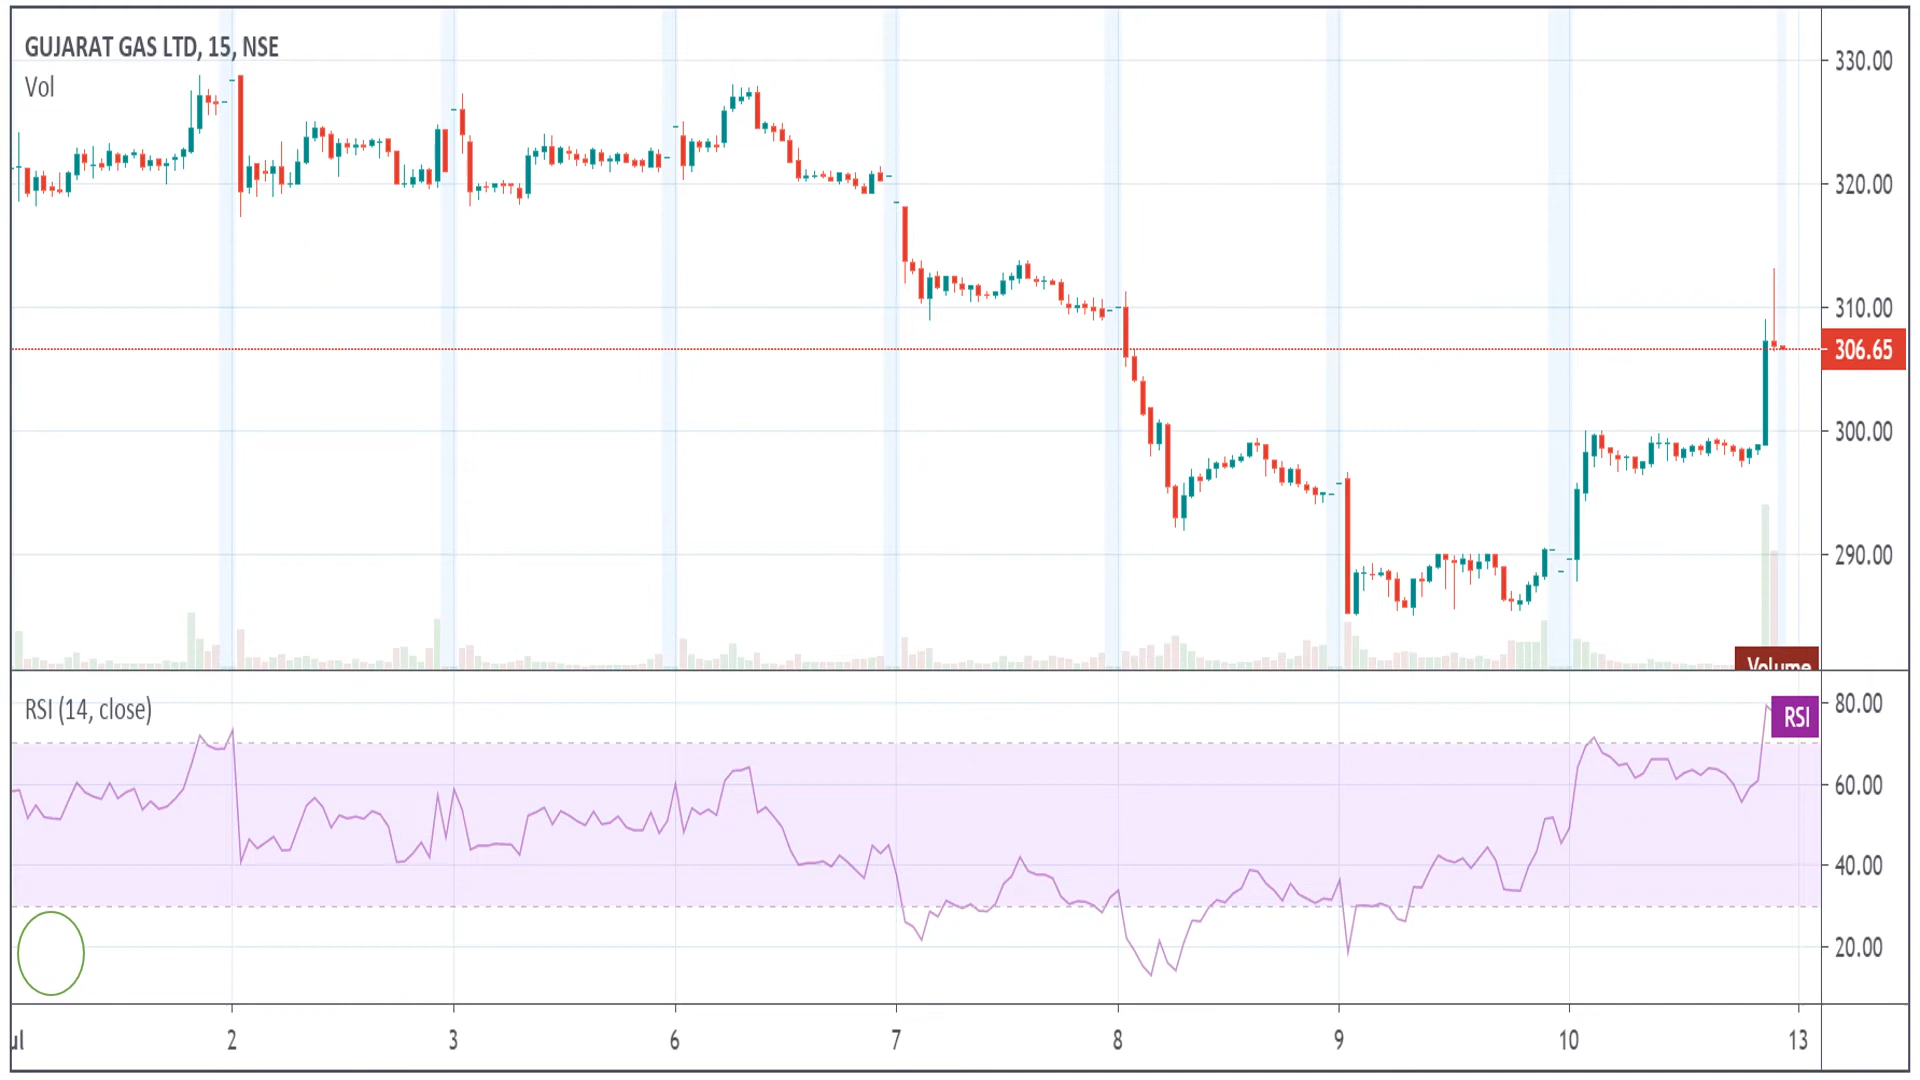 GUJARAT GAS LTD, 15, NSE
Vol
330.00
320.00
310.00
306.65
300.00
290.00
Volume
RSI (14, close)
RSI
80.00
60.00
40.00
20.00
ul 2 3 6 7 8 9 10 13